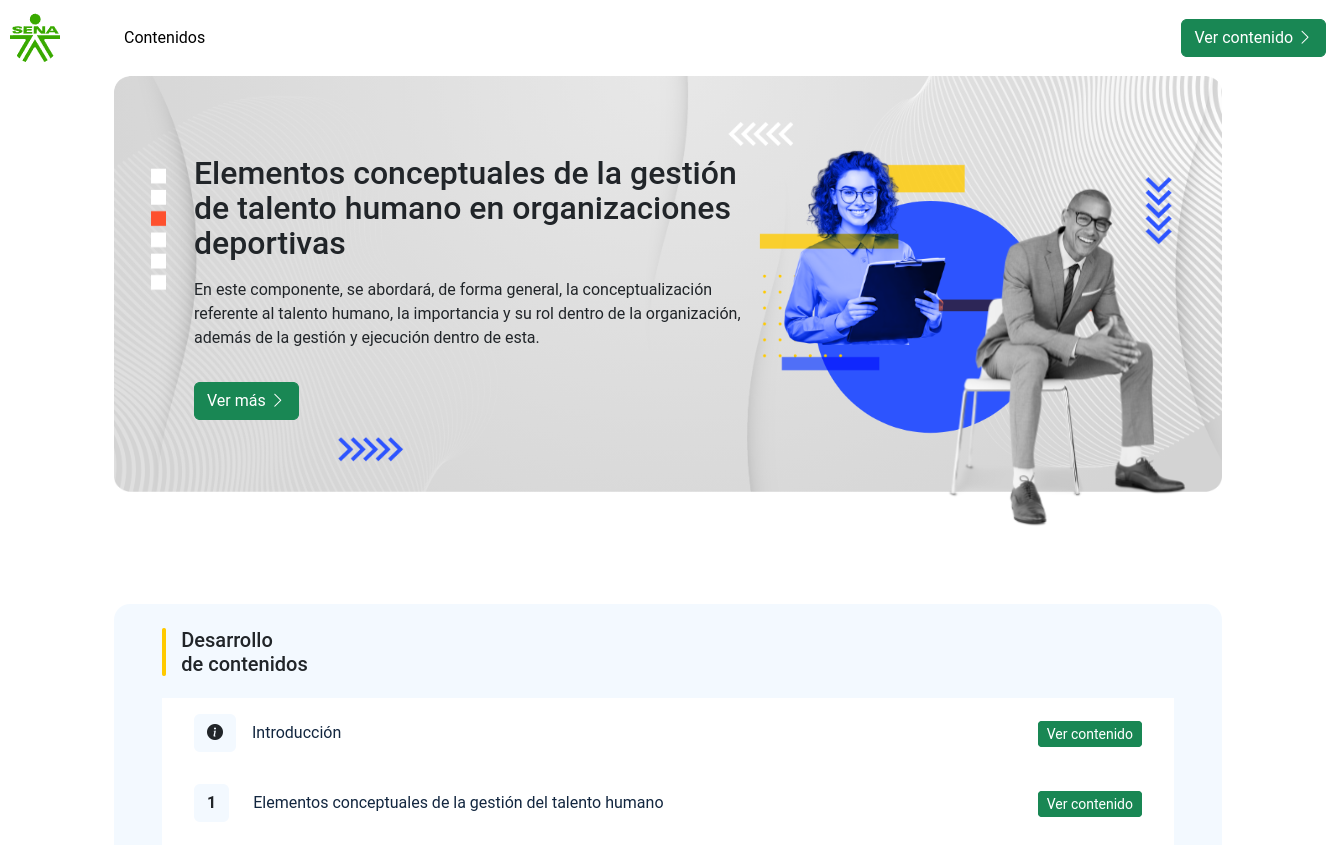 SENA
Contenidos
Ver contenido
Elementos conceptuales de la gestión
de talento humano en organizaciones
deportivas
En este componente, se abordará, de forma general, la conceptualización
referente al talento humano, la importancia y su rol dentro de la organización,
además de la gestión y ejecución dentro de esta.
Ver más
Desarrollo
de contenidos
Introducción
Ver contenido
1 Elementos conceptuales de la gestión del talento humano
Ver contenido